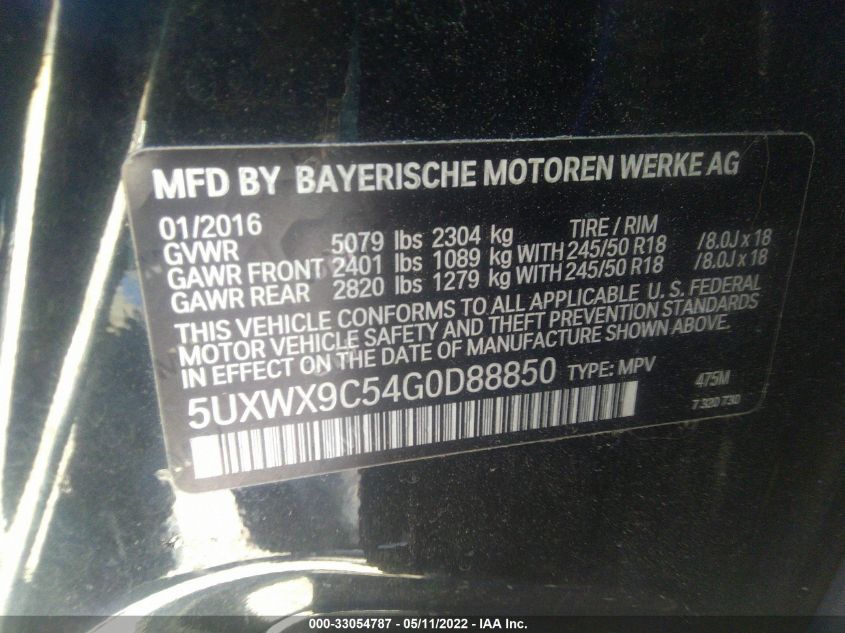 MFD BY BAYERISCHE MOTOREN WERKE AG
01/2016 TIRE / RIM
GVWR 5079 lbs 2304 kg
GAWR FRONT 2401 lbs 1089 kg WITH 245/50 R18 /8.0J x 18
GAWR REAR 2820 lbs 1279 kg WITH 245/50 R18 /8.0J x 18
THIS VEHICLE CONFORMS TO ALL APPLICABLE U.S. FEDERAL
MOTOR VEHICLE SAFETY AND THEFT PREVENTION STANDARDS
IN EFFECT ON THE DATE OF MANUFACTURE SHOWN ABOVE.
5UXWX9C54G0D88850 TYPE: MPV 475M
7 320 730
000-33054787 - 05/11/2022 - IAA Inc.